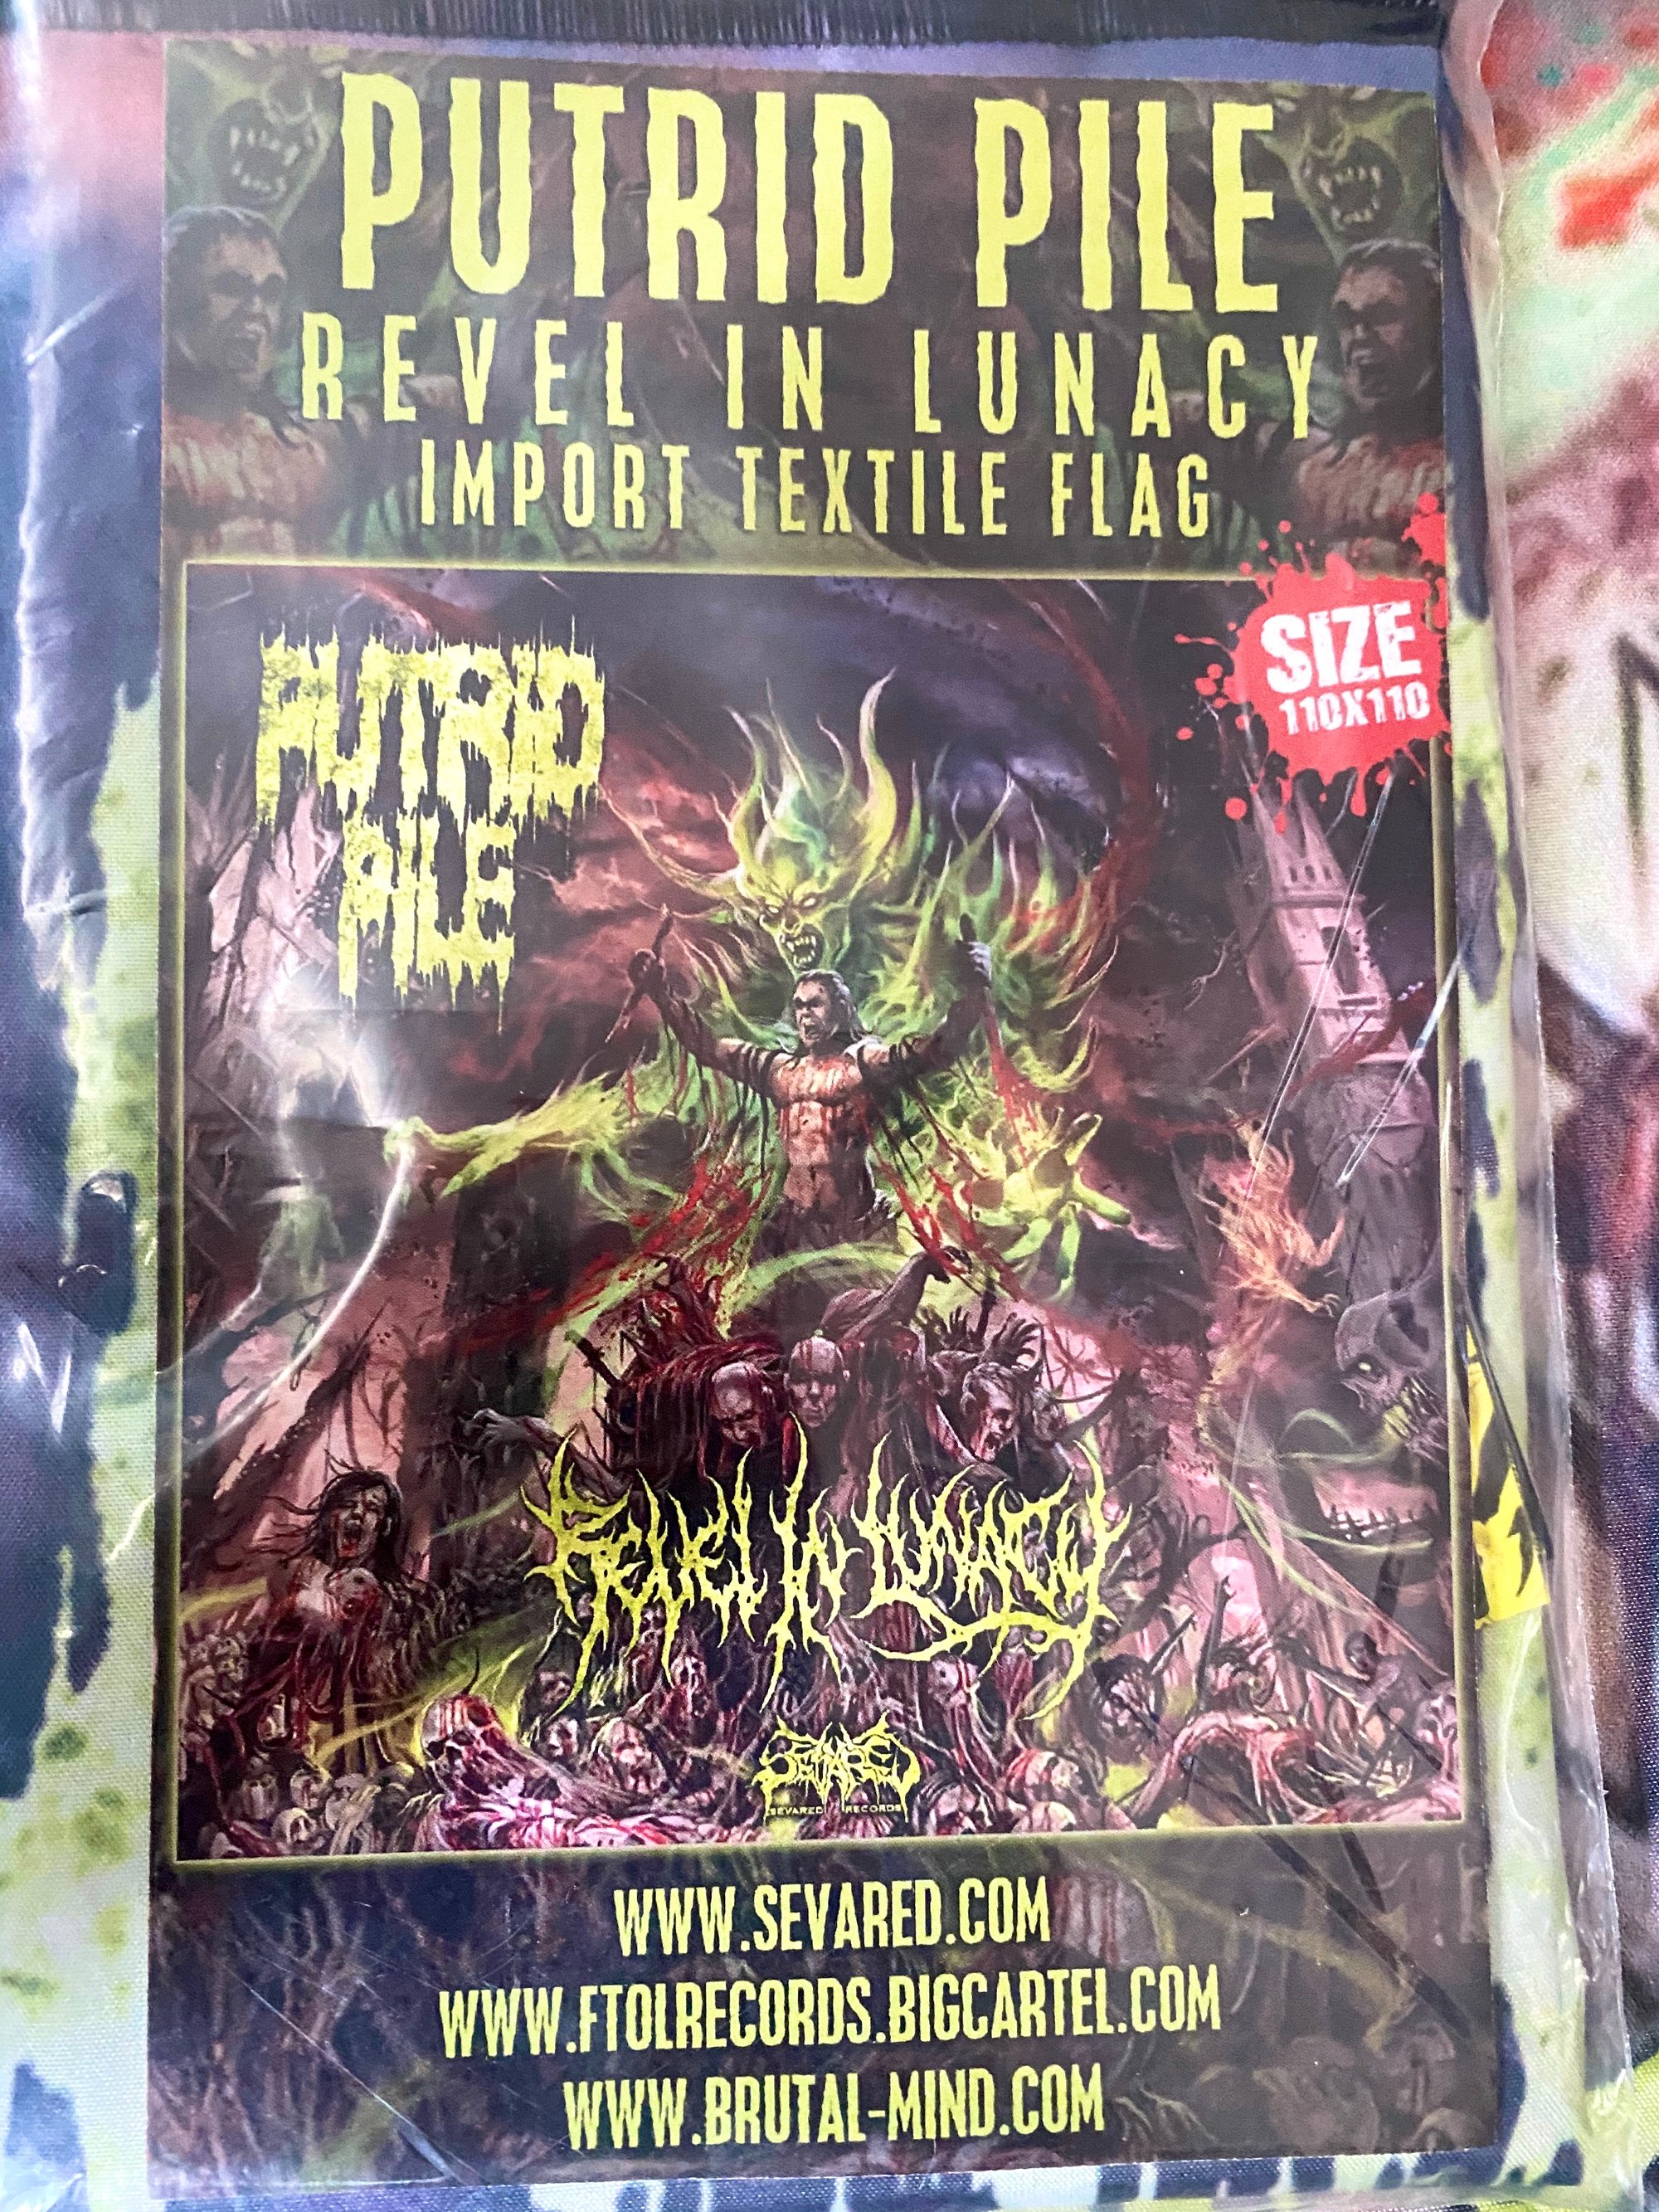 PUTRID PILE
REVEL IN LUNACY
IMPORT TEXTILE FLAG
SIZE
110X110
PUTRID
PILE
REVEL IN LUNACY
SEVARED
SEVARED RECORDS
WWW.SEVARED.COM
WWW.FTOLRECORDS.BIGCARTEL.COM
WWW.BRUTAL-MIND.COM